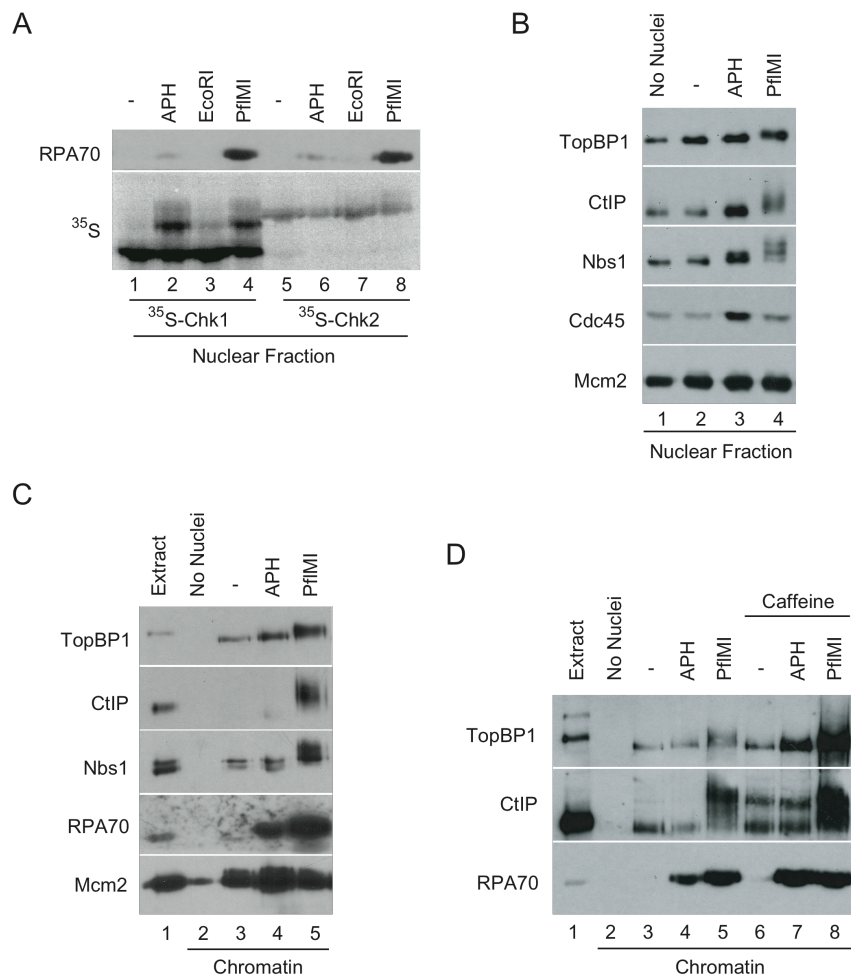 A
- APH EcoRI PflMI - APH EcoRI PflMI
RPA70
35S
1 2 3 4 5 6 7 8
35S-Chk1 35S-Chk2
Nuclear Fraction
B
No Nuclei - APH PflMI
TopBP1
CtIP
Nbs1
Cdc45
Mcm2
1 2 3 4
Nuclear Fraction
C
Extract No Nuclei - APH PflMI
TopBP1
CtIP
Nbs1
RPA70
Mcm2
1 2 3 4 5
Chromatin
D
Caffeine
Extract No Nuclei - APH PflMI - APH PflMI
TopBP1
CtIP
RPA70
1 2 3 4 5 6 7 8
Chromatin